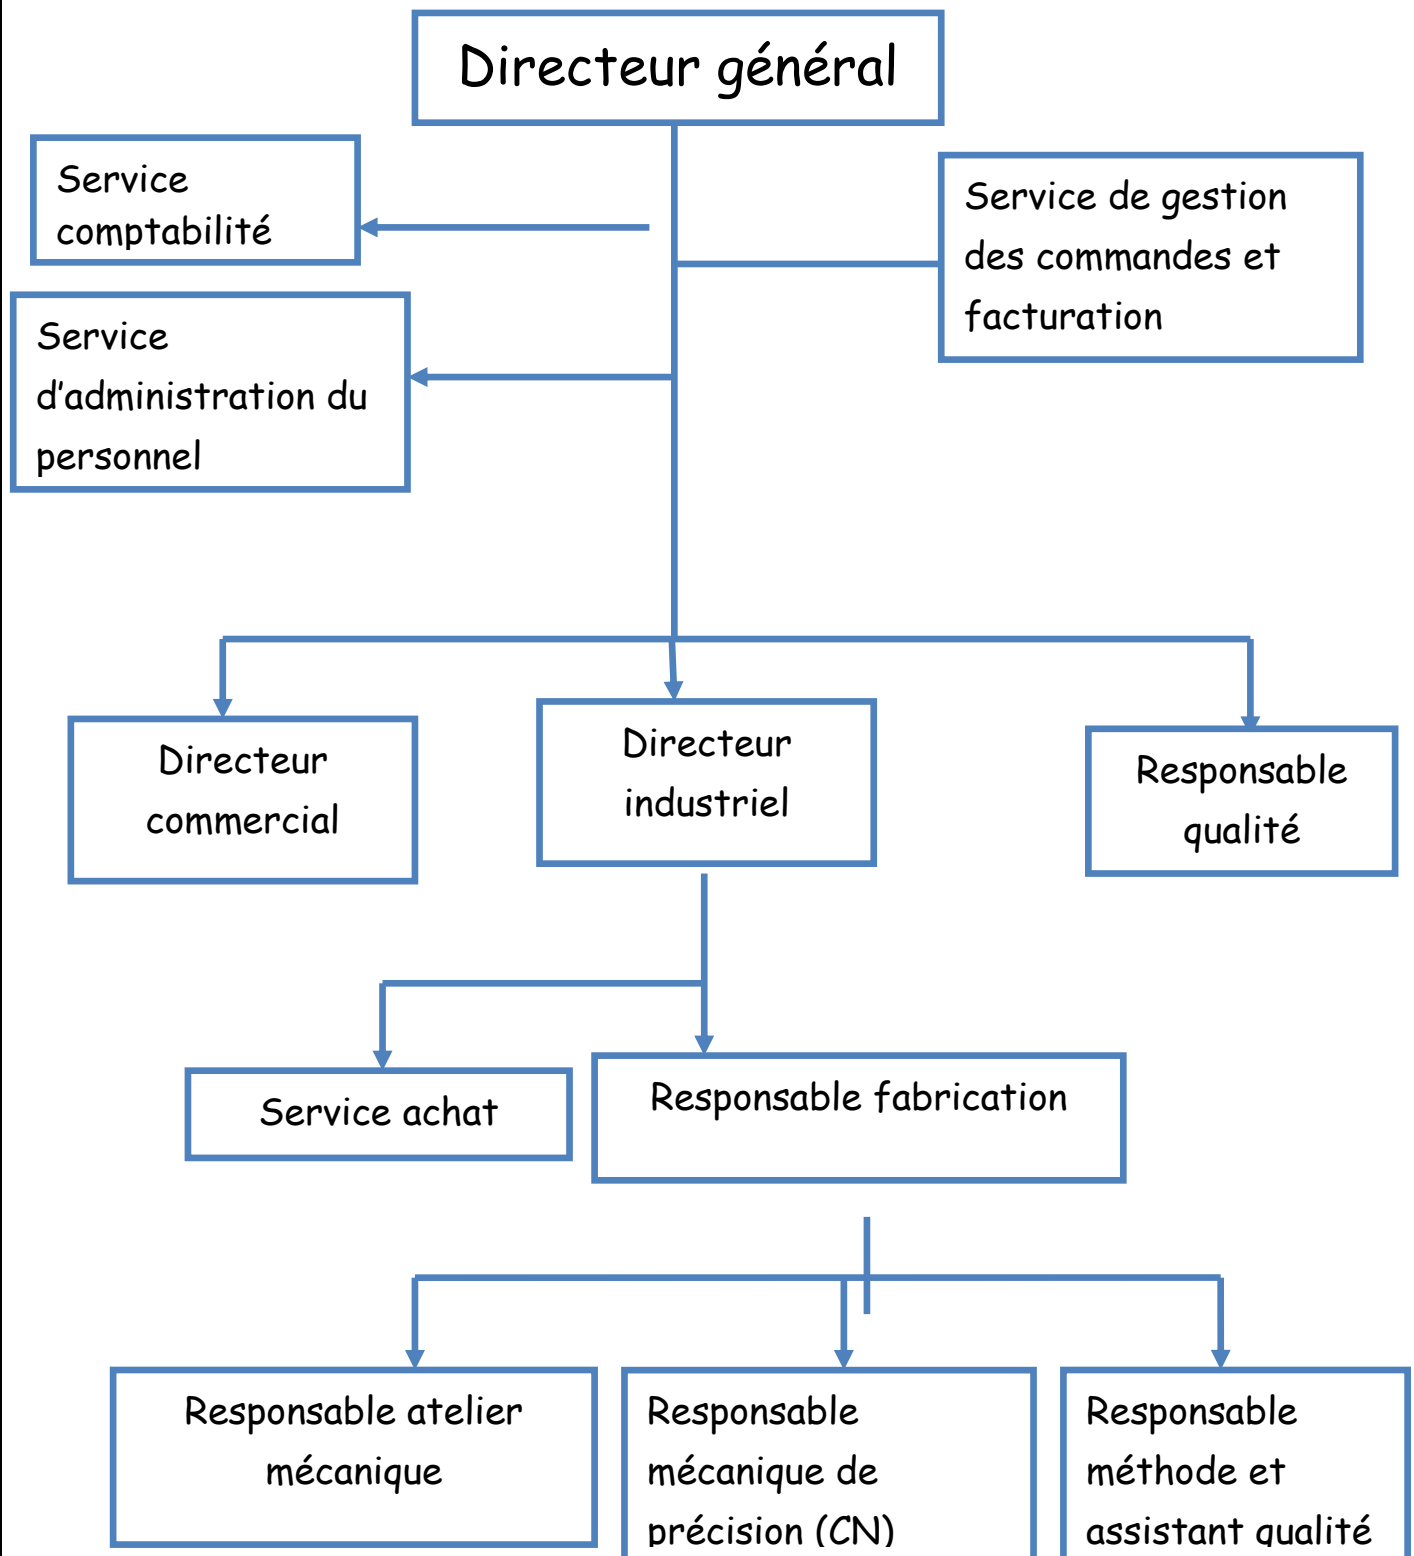 Directeur général
Service
comptabilité
Service de gestion
des commandes et
facturation
Service
d’administration du
personnel
Directeur
commercial
Directeur
industriel
Responsable
qualité
Service achat
Responsable fabrication
Responsable atelier
mécanique
Responsable
mécanique de
précision (CN)
Responsable
méthode et
assistant qualité